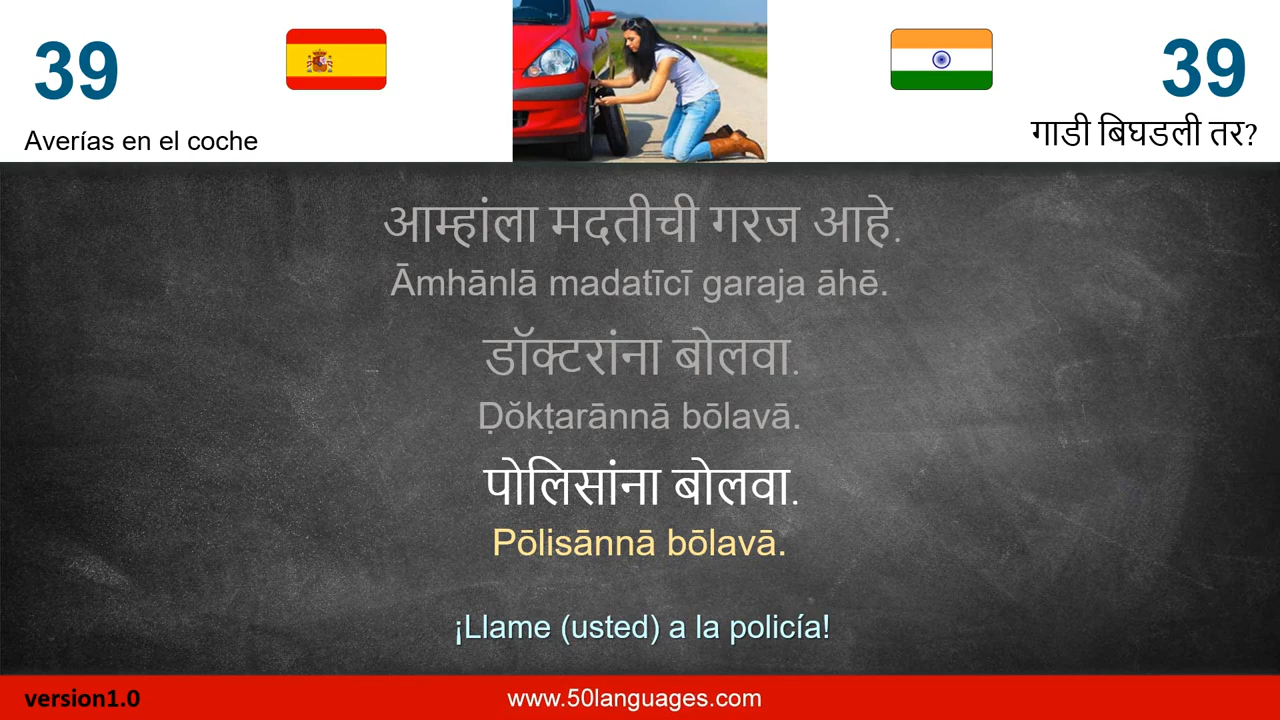 39
39
Averías en el coche
गाडी बिघडली तर?
आम्हांला मदतीची गरज आहे.
Āmhānlā madatīcī garaja āhē.
डॉक्टरांना बोलवा.
Ḍŏkṭarānnā bōlavā.
पोलिसांना बोलवा.
Pōlisānnā bōlavā.
¡Llame (usted) a la policía!
version1.0
www.50languages.com